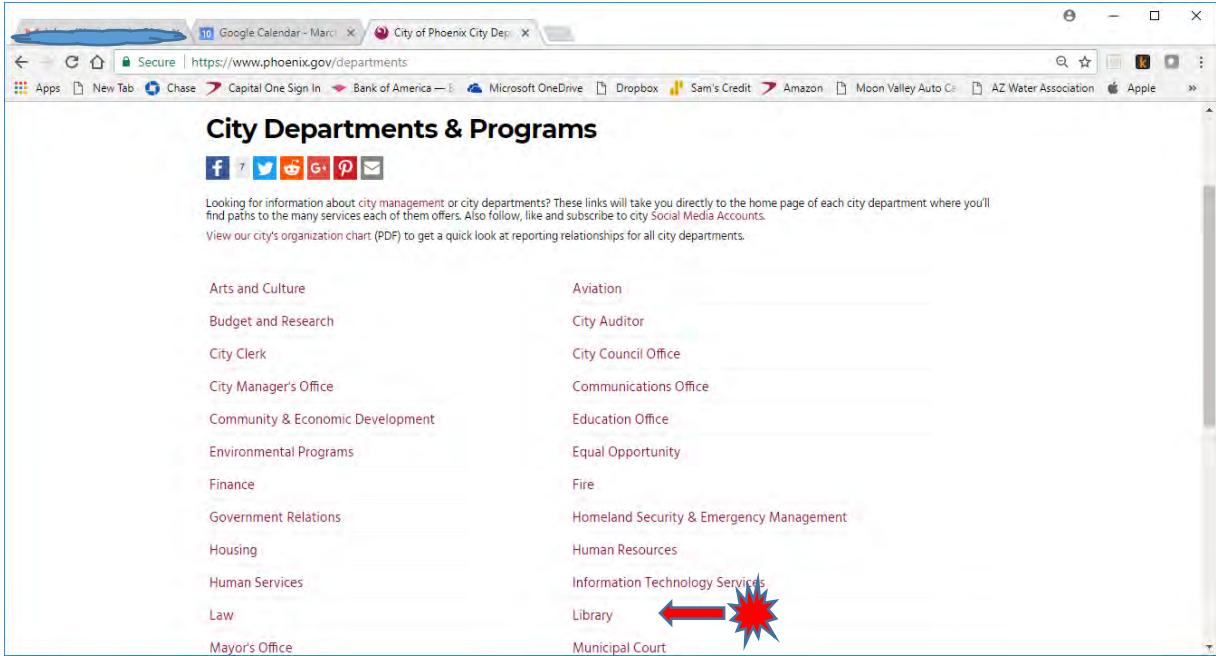 Google Calendar - Marc
City of Phoenix City Dep
Secure | https://www.phoenix.gov/departments
Apps New Tab Chase Capital One Sign In Bank of America — Microsoft OneDrive Dropbox Sam's Credit Amazon Moon Valley Auto AZ Water Association Apple »
City Departments & Programs
7
Looking for information about city management or city departments? These links will take you directly to the home page of each city department where you'll
find paths to the many services each of them offers. Also follow, like and subscribe to city Social Media Accounts.
View our city's organization chart (PDF) to get a quick look at reporting relationships for all city departments.
Arts and Culture
Aviation
Budget and Research
City Auditor
City Clerk
City Council Office
City Manager's Office
Communications Office
Community & Economic Development
Education Office
Environmental Programs
Equal Opportunity
Finance
Fire
Government Relations
Homeland Security & Emergency Management
Housing
Human Resources
Human Services
Information Technology Services
Law
Library
Mayor's Office
Municipal Court